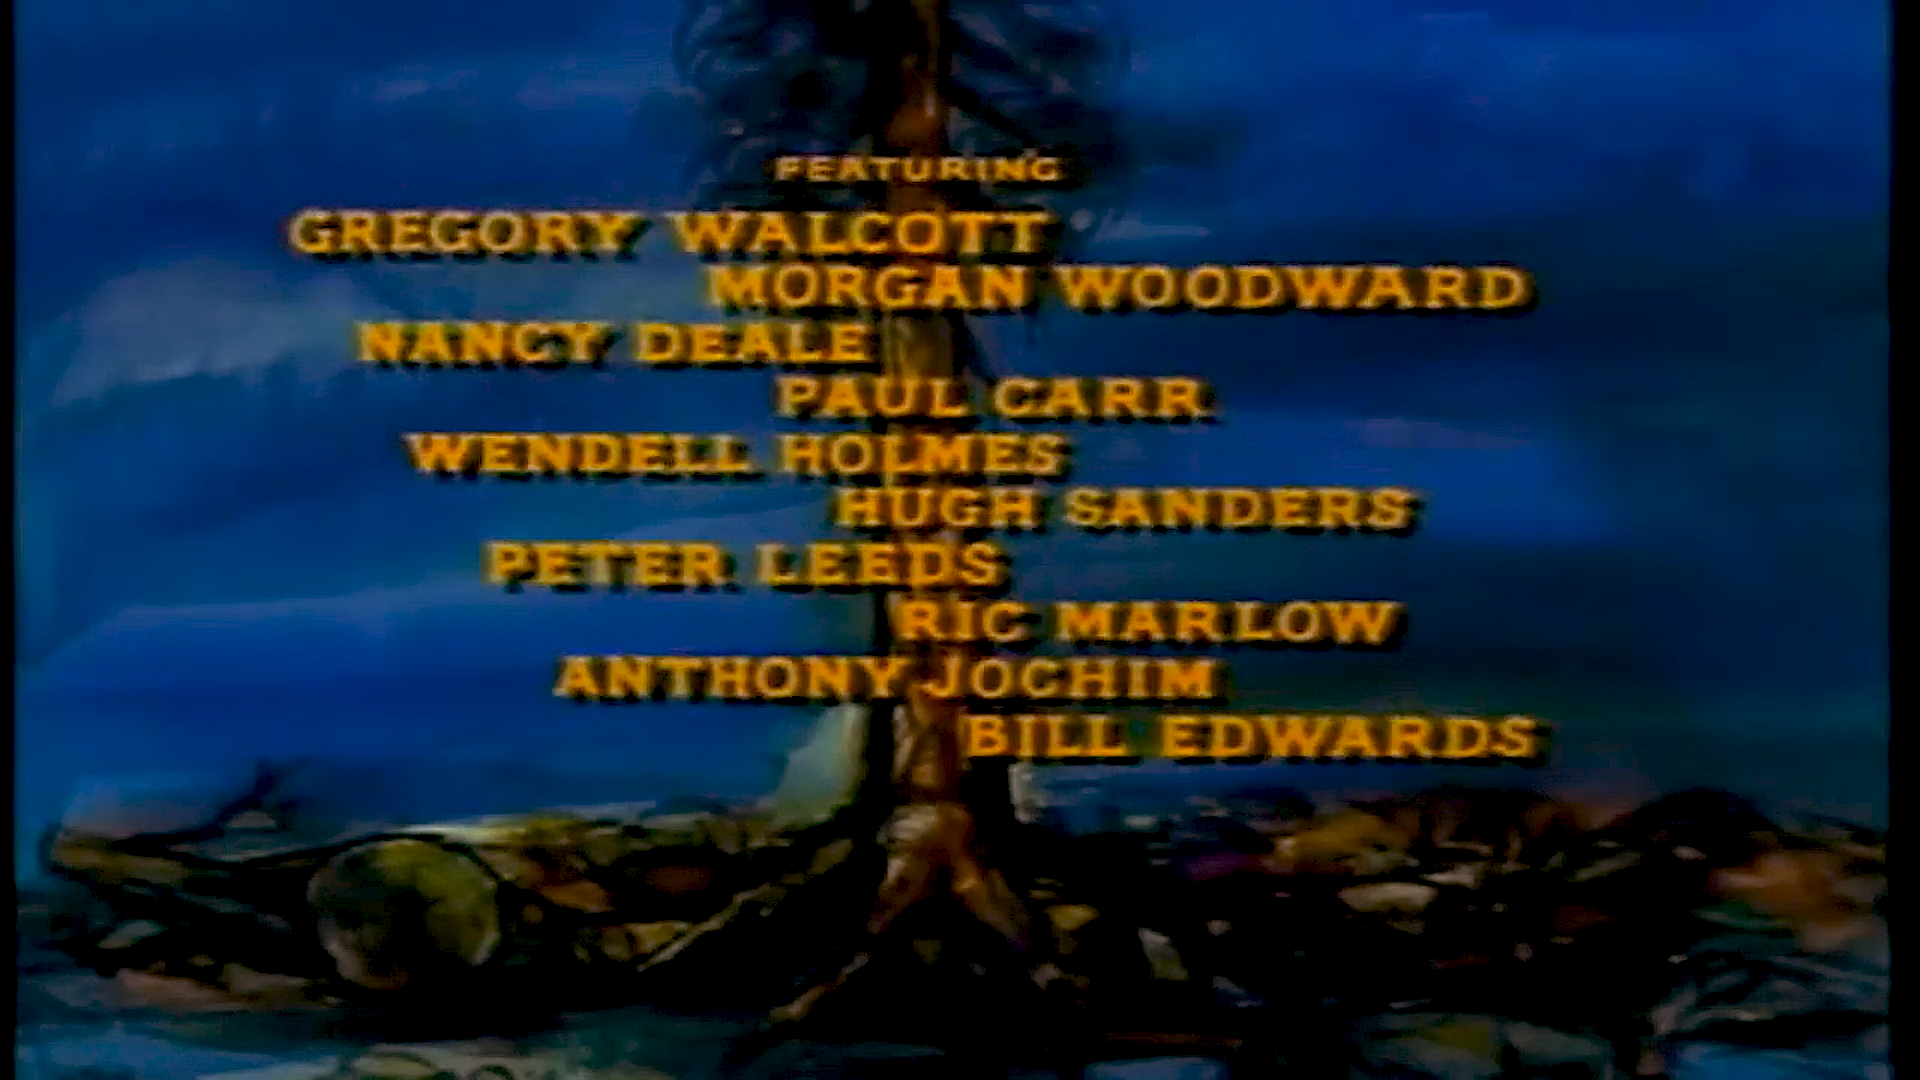 FEATURING
GREGORY WALCOTT
MORGAN WOODWARD
NANCY DEALE
PAUL CARR
WENDELL HOLMES
HUGH SANDERS
PETER LEEDS
RIC MARLOW
ANTHONY JOCHIM
BILL EDWARDS